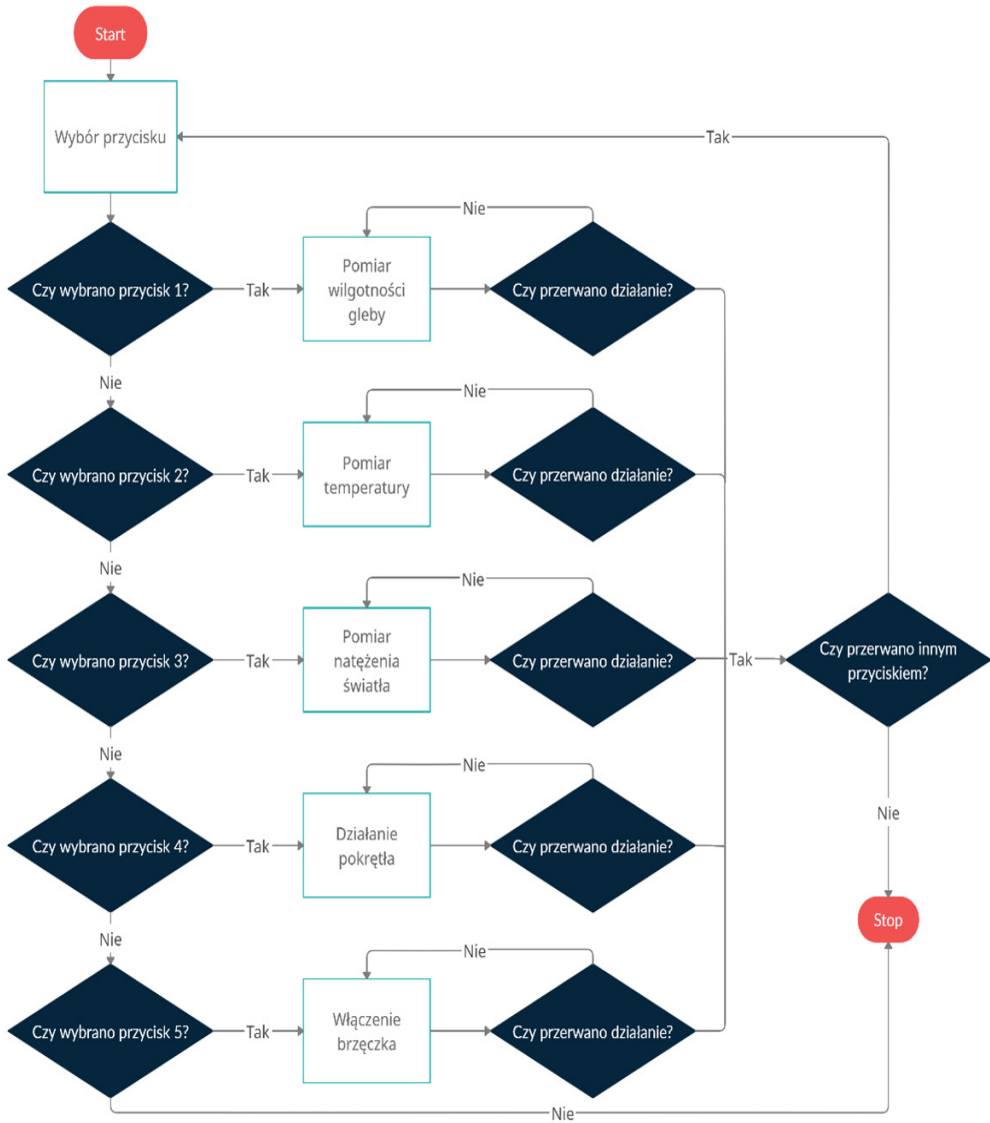 Start
Wybór przycisku
Tak
Nie
Czy wybrano przycisk 1?
Tak
Pomiar
wilgotności
gleby
Czy przerwano działanie?
Nie
Nie
Czy wybrano przycisk 2?
Tak
Pomiar
temperatury
Czy przerwano działanie?
Nie
Nie
Czy wybrano przycisk 3?
Tak
Pomiar
natężenia
światła
Czy przerwano działanie?
Tak
Czy przerwano innym
przyciskiem?
Nie
Nie
Czy wybrano przycisk 4?
Tak
Działanie
pokrętła
Czy przerwano działanie?
Nie
Stop
Nie
Nie
Czy wybrano przycisk 5?
Tak
Włączenie
brzęczka
Czy przerwano działanie?
Nie